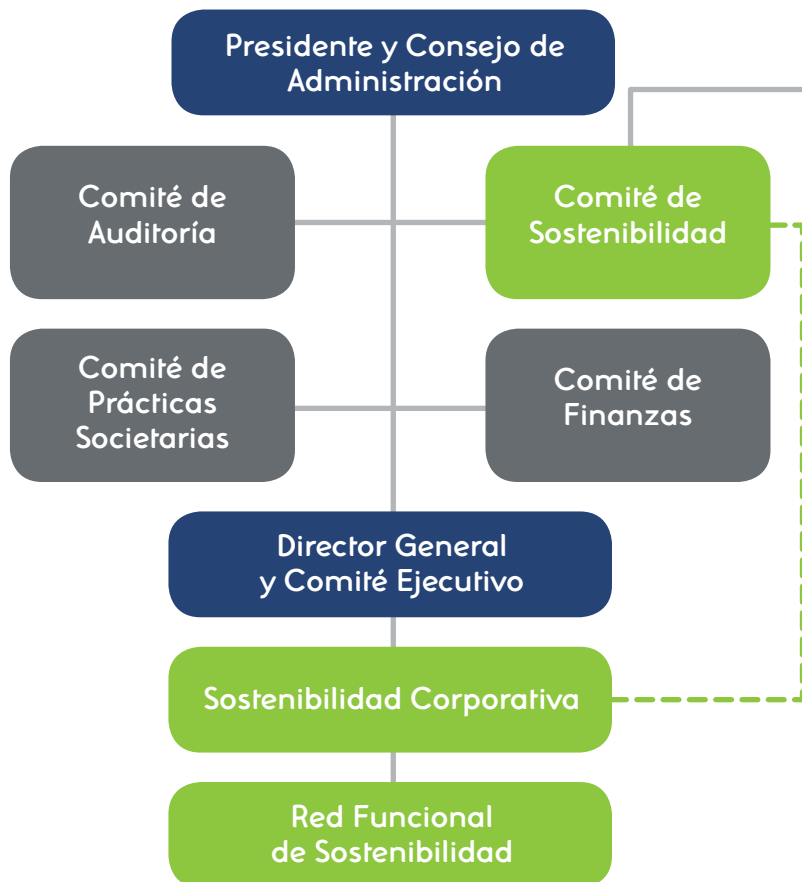 Presidente y Consejo de
Administración
Comité de
Auditoría
Comité de
Sostenibilidad
Comité de
Prácticas
Societarias
Comité de
Finanzas
Director General
y Comité Ejecutivo
Sostenibilidad Corporativa
Red Funcional
de Sostenibilidad